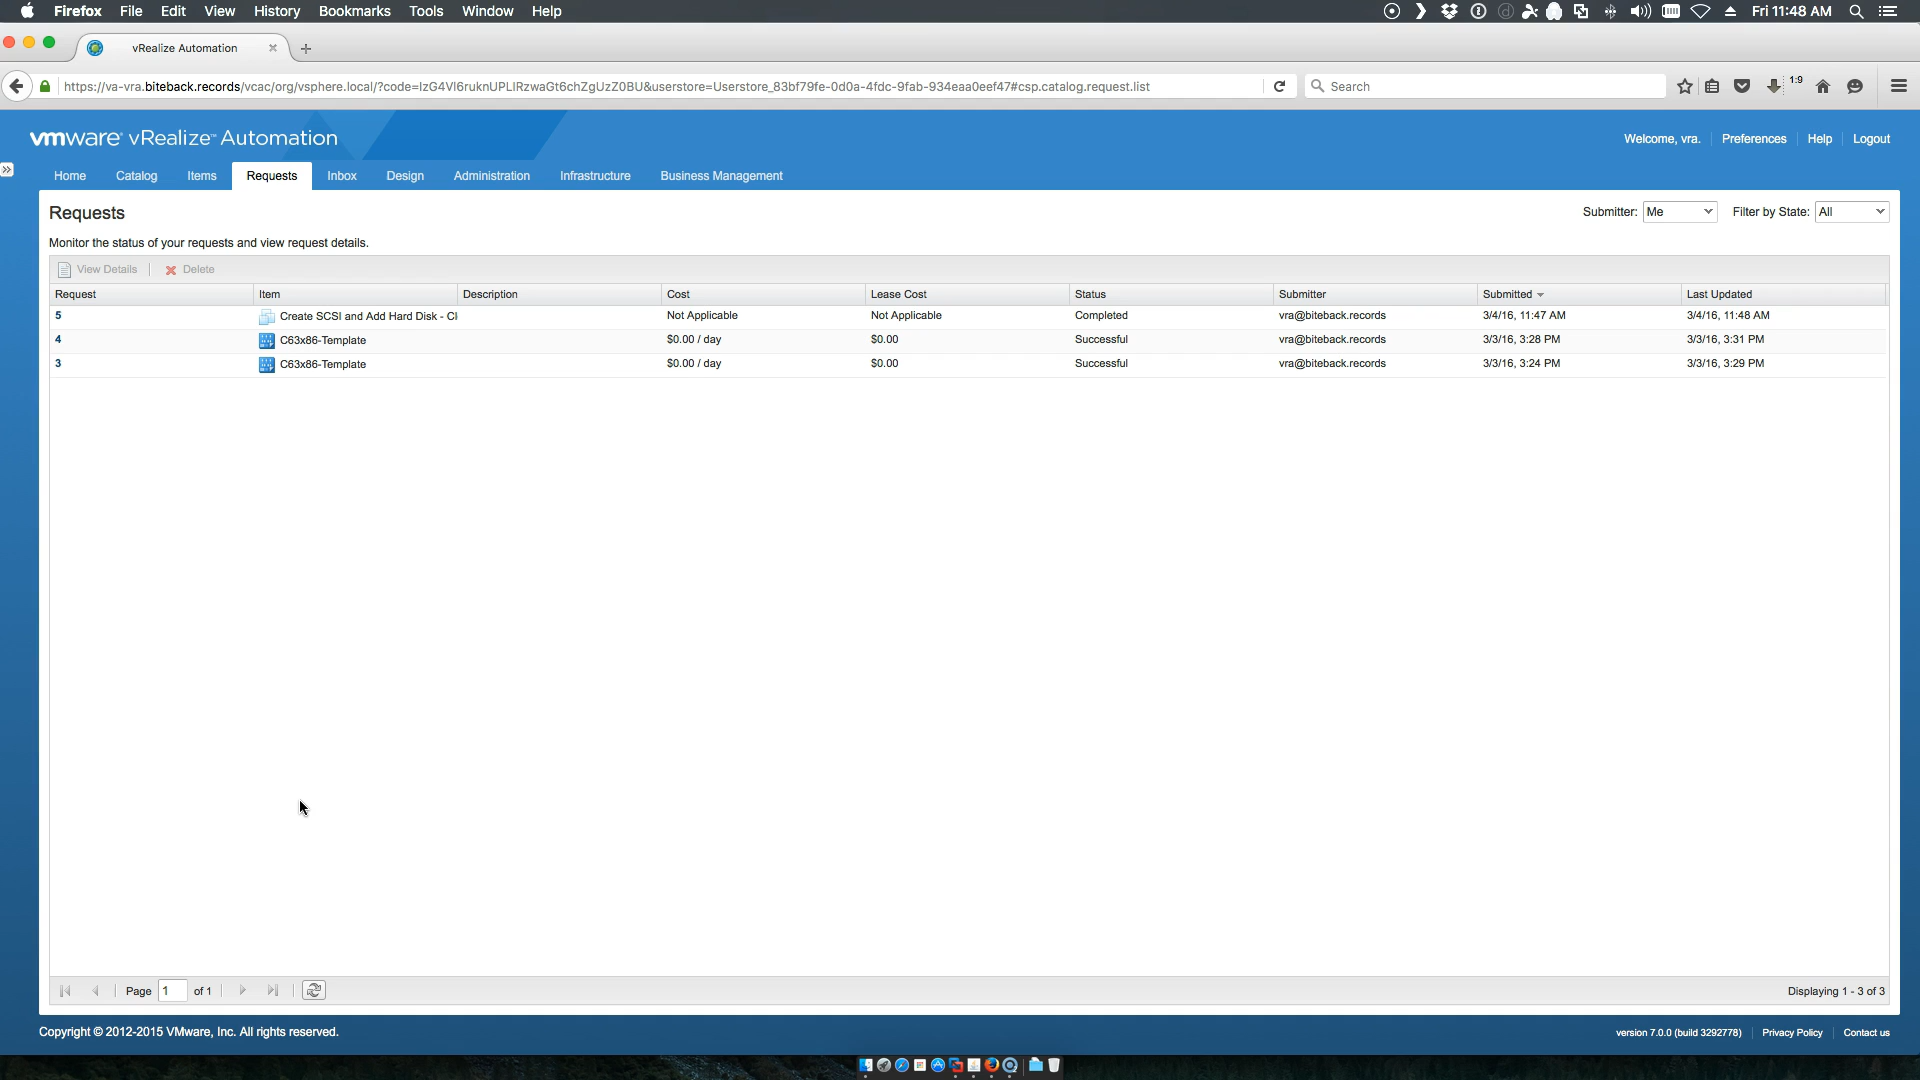 Firefox File Edit View History Bookmarks Tools Window Help Fri 11:48 AM
vRealize Automation
https://va-vra.biteback.records/vcac/org/vsphere.local/?code=IzG4Vl6ruknUPLlRzwaGt6chZgUzZ0BU&userstore=Userstore_83bf79fe-0d0a-4fdc-9fab-934eaa0eef47#csp.catalog.request.list Search 1:9
vmware® vRealize™ Automation Welcome, vra. Preferences Help Logout
Home Catalog Items Requests Inbox Design Administration Infrastructure Business Management
Requests Submitter: Me Filter by State: All
Monitor the status of your requests and view request details.
View Details Delete
Request Item Description Cost Lease Cost Status Submitter Submitted Last Updated
5 Create SCSI and Add Hard Disk - Cl Not Applicable Not Applicable Completed vra@biteback.records 3/4/16, 11:47 AM 3/4/16, 11:48 AM
4 C63x86-Template $0.00 / day $0.00 Successful vra@biteback.records 3/3/16, 3:28 PM 3/3/16, 3:31 PM
3 C63x86-Template $0.00 / day $0.00 Successful vra@biteback.records 3/3/16, 3:24 PM 3/3/16, 3:29 PM
Page 1 of 1 Displaying 1 - 3 of 3
Copyright © 2012-2015 VMware, Inc. All rights reserved. version 7.0.0 (build 3292778) Privacy Policy Contact us